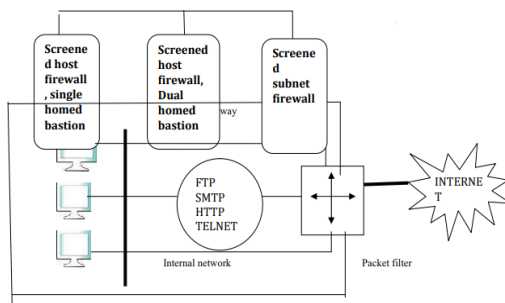 Screene
d host
firewall
, single
homed
bastion
Screened
host
firewall,
Dual
homed
bastion
Screene
d
subnet
firewall
way
FTP
SMTP
HTTP
TELNET
INTERNE
T
Internal network
Packet filter